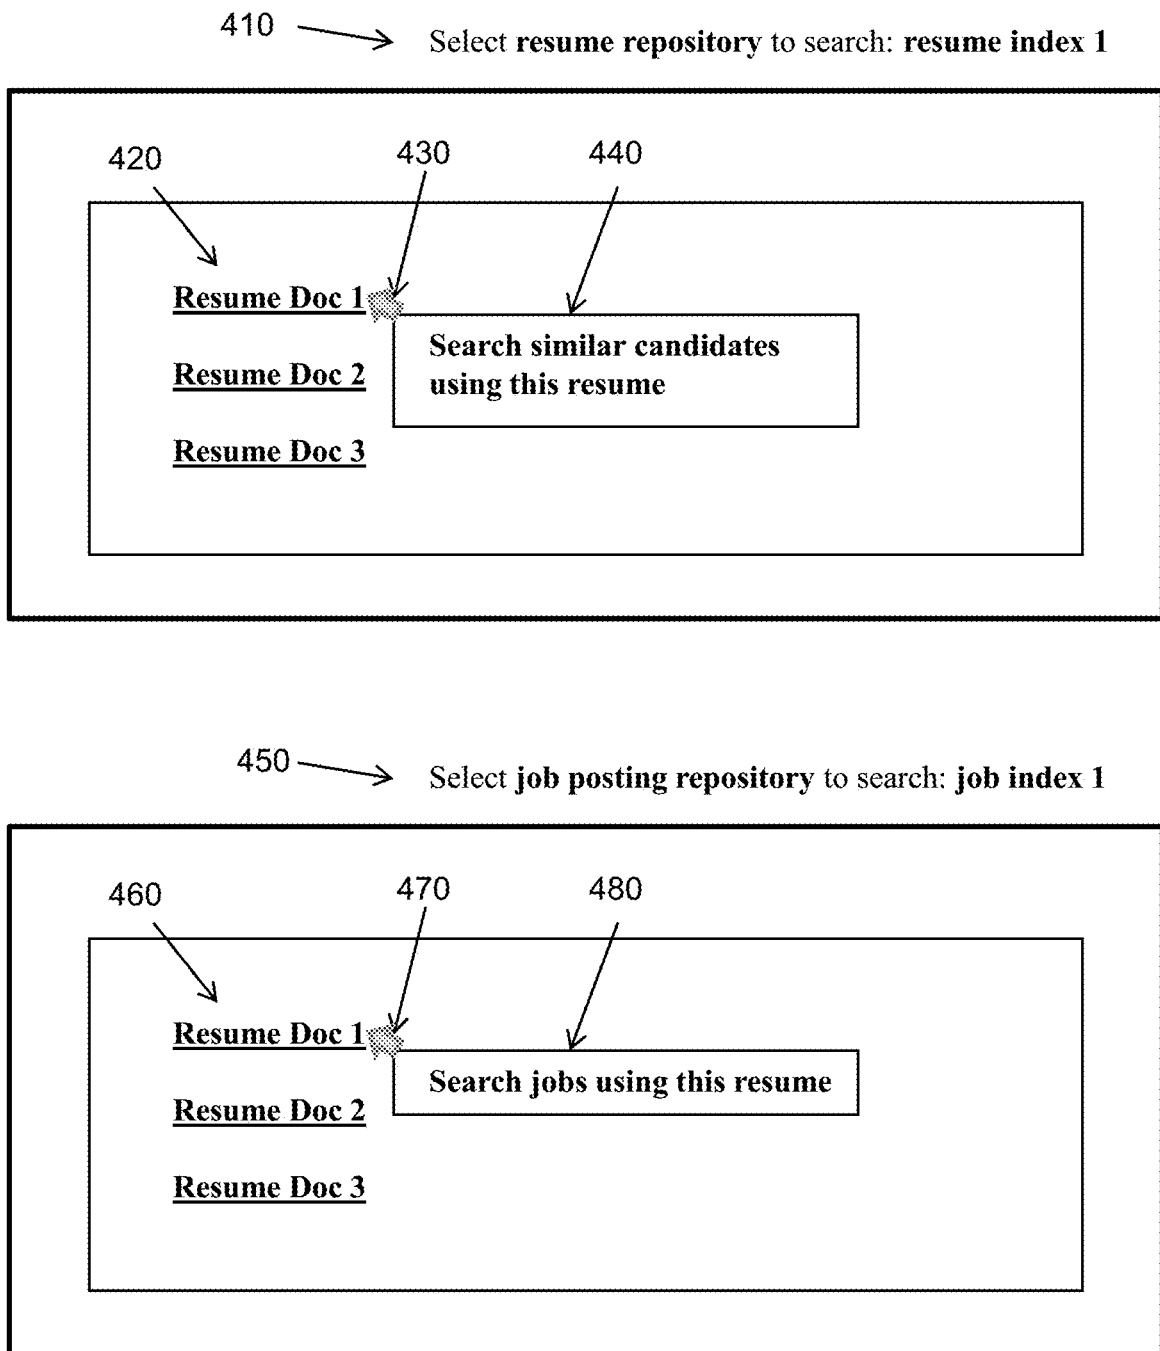 410
Select resume repository to search: resume index 1
420
430
440
Resume Doc 1
Search similar candidates
using this resume
Resume Doc 2
Resume Doc 3
450
Select job posting repository to search: job index 1
460
470
480
Resume Doc 1
Search jobs using this resume
Resume Doc 2
Resume Doc 3